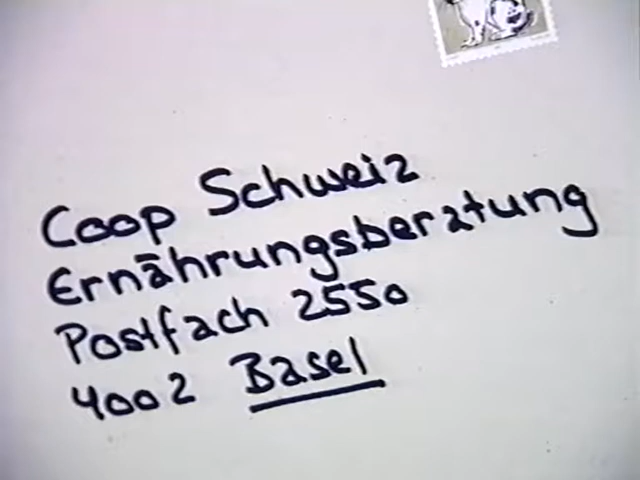 Coop Schweiz
Ernährungsberatung
Postfach 2550
4002 Basel